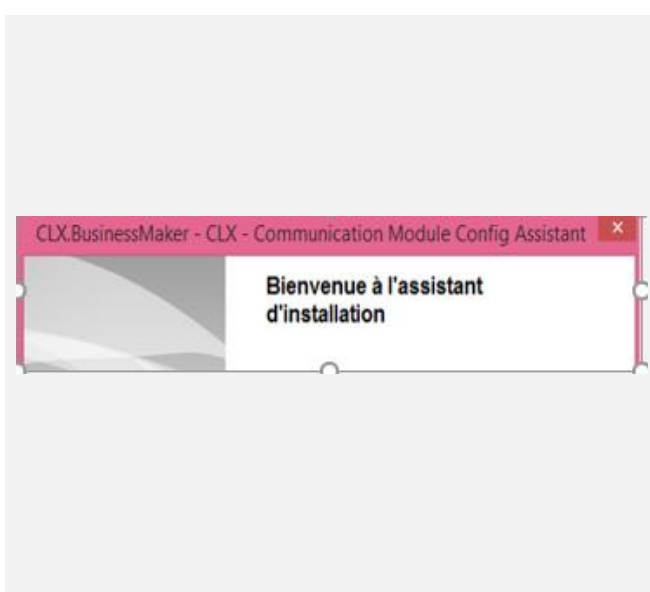 CLX.BusinessMaker - CLX - Communication Module Config Assistant
Bienvenue à l'assistant
d'installation